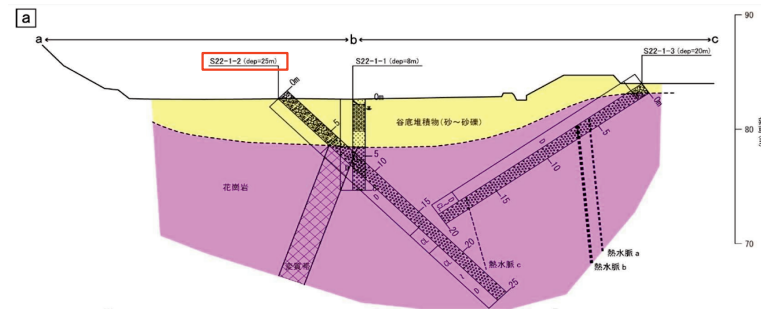 a
a
b
c
S22-1-2 (dep=25m)
S22-1-1 (dep=8m)
S22-1-3 (dep=20m)
0m
0m
0m
谷底堆積物(砂~砂礫)
花崗岩
変質帯
5
10
15
20
25
5
5
10
15
20
熱水脈 a
熱水脈 b
熱水脈 c
90
80
70